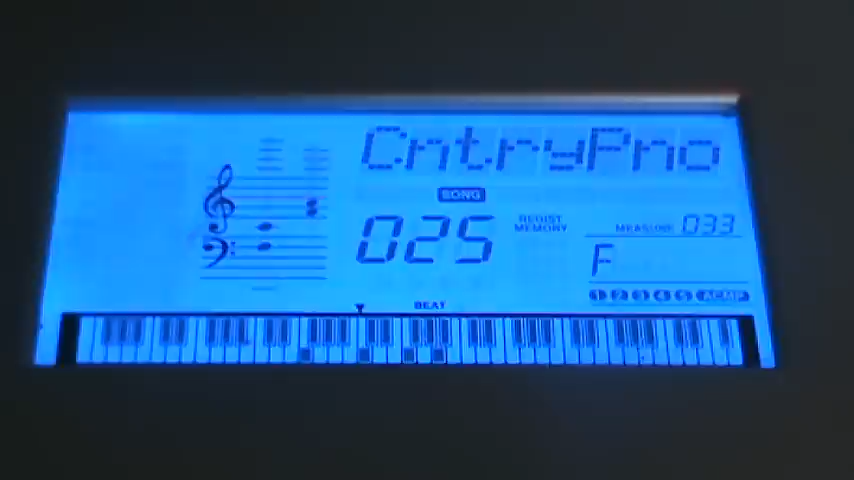 CntryPno
SONG
025
REGIST
MEMORY
MEASURE 033
F
1 2 3 4 5 ACMP
BEAT